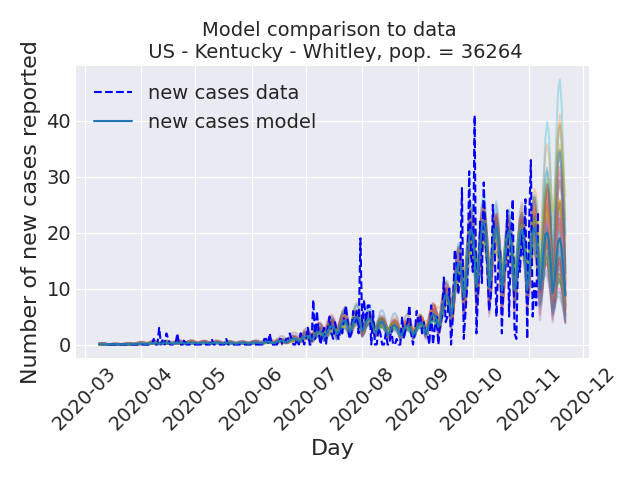 Model comparison to data
US - Kentucky - Whitley, pop. = 36264
new cases data
new cases model
Number of new cases reported
40
30
20
10
0
2020-03
2020-04
2020-05
2020-06
2020-07
2020-08
2020-09
2020-10
2020-11
2020-12
Day